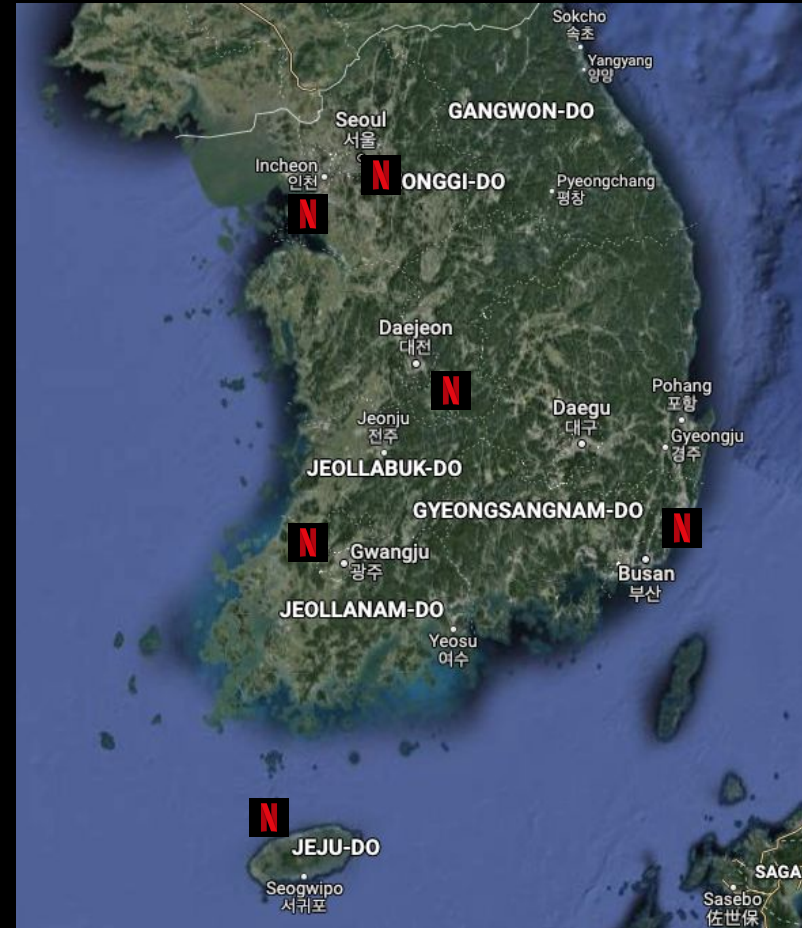 Sokcho
속초
Yangyang
양양
GANGWON-DO
Seoul
서울
Incheon
인천
N
ONGGI-DO
Pyeongchang
평창
N
Daejeon
대전
N
Pohang
포항
Daegu
대구
Jeonju
전주
Gyeongju
경주
JEOLLABUK-DO
GYEONGSANGNAM-DO
N
N
Gwangju
광주
Busan
부산
JEOLLANAM-DO
Yeosu
여수
N
JEJU-DO
SAGA
Seogwipo
서귀포
Sasebo
佐世保